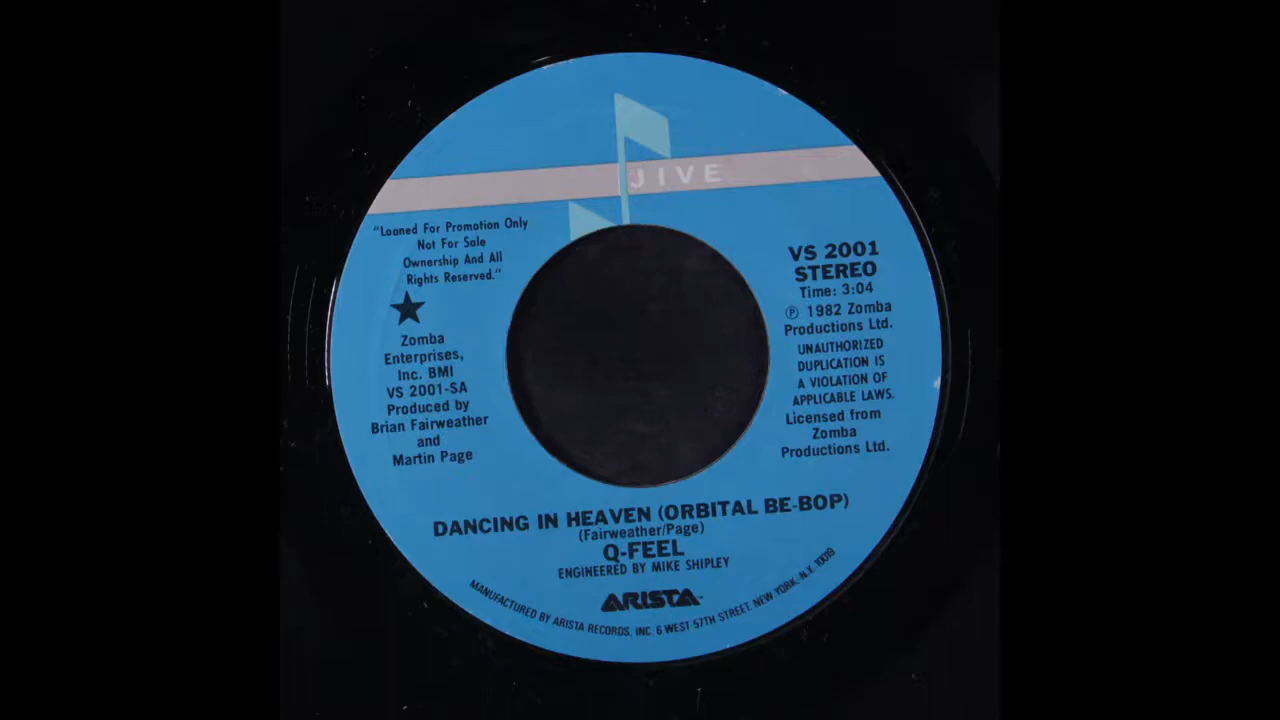 JIVE
"Loaned For Promotion Only
Not For Sale
Ownership And All
Rights Reserved."
Zomba
Enterprises,
Inc. BMI
VS 2001-SA
Produced by
Brian Fairweather
and
Martin Page
VS 2001
STEREO
Time: 3:04
℗ 1982 Zomba
Productions Ltd.
UNAUTHORIZED
DUPLICATION IS
A VIOLATION OF
APPLICABLE LAWS.
Licensed from
Zomba
Productions Ltd.
DANCING IN HEAVEN (ORBITAL BE-BOP)
(Fairweather/Page)
Q-FEEL
ENGINEERED BY MIKE SHIPLEY
ARISTA™
MANUFACTURED BY ARISTA RECORDS, INC. 6 WEST 57TH STREET, NEW YORK, N.Y. 10019